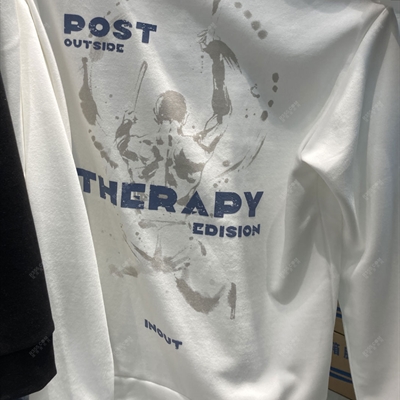 POST
OUTSIDE
THERAPY
EDISION
INOUT